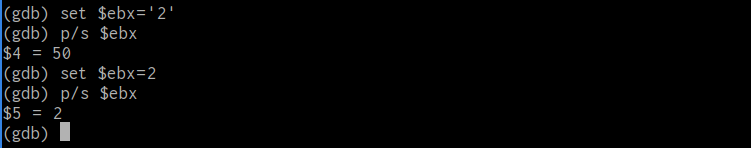 (gdb) set $ebx='2'
(gdb) p/s $ebx
$4 = 50
(gdb) set $ebx=2
(gdb) p/s $ebx
$5 = 2
(gdb)